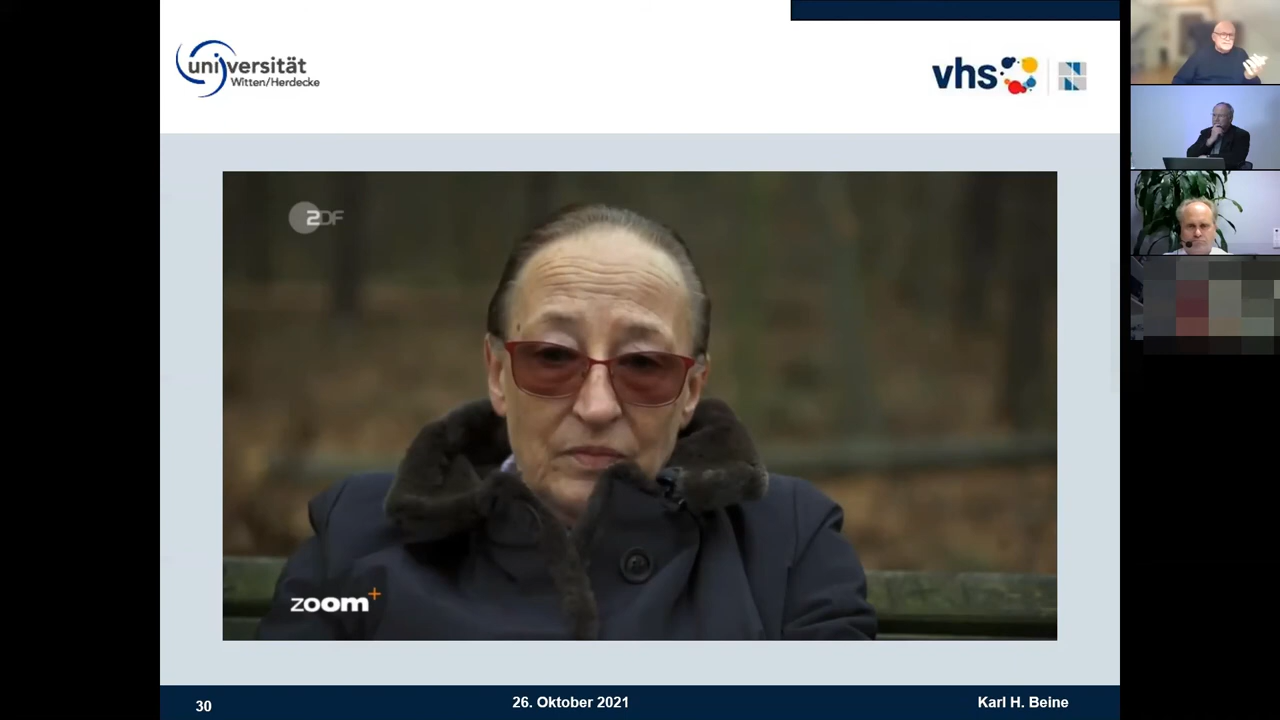 universität
Witten/Herdecke
vhs
ZDF
zoom+
30
26. Oktober 2021
Karl H. Beine